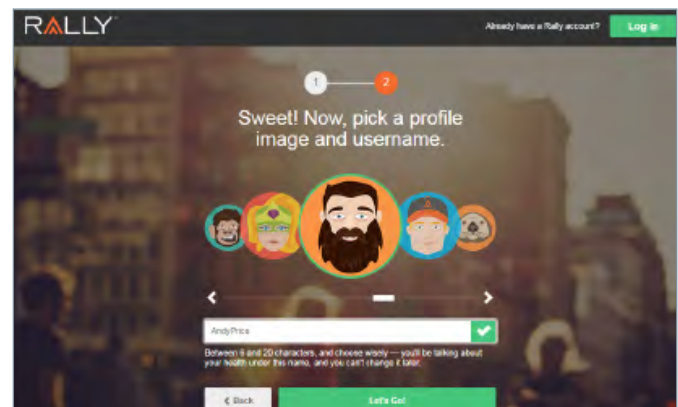 RALLY
Already have a Rally account?
Log In
1
2
Sweet! Now, pick a profile
image and username.
AndyPrice
Between 6 and 20 characters, and choose wisely — you'll be talking about
your health under this name, and you can't change it later.
Back
Let's Go!